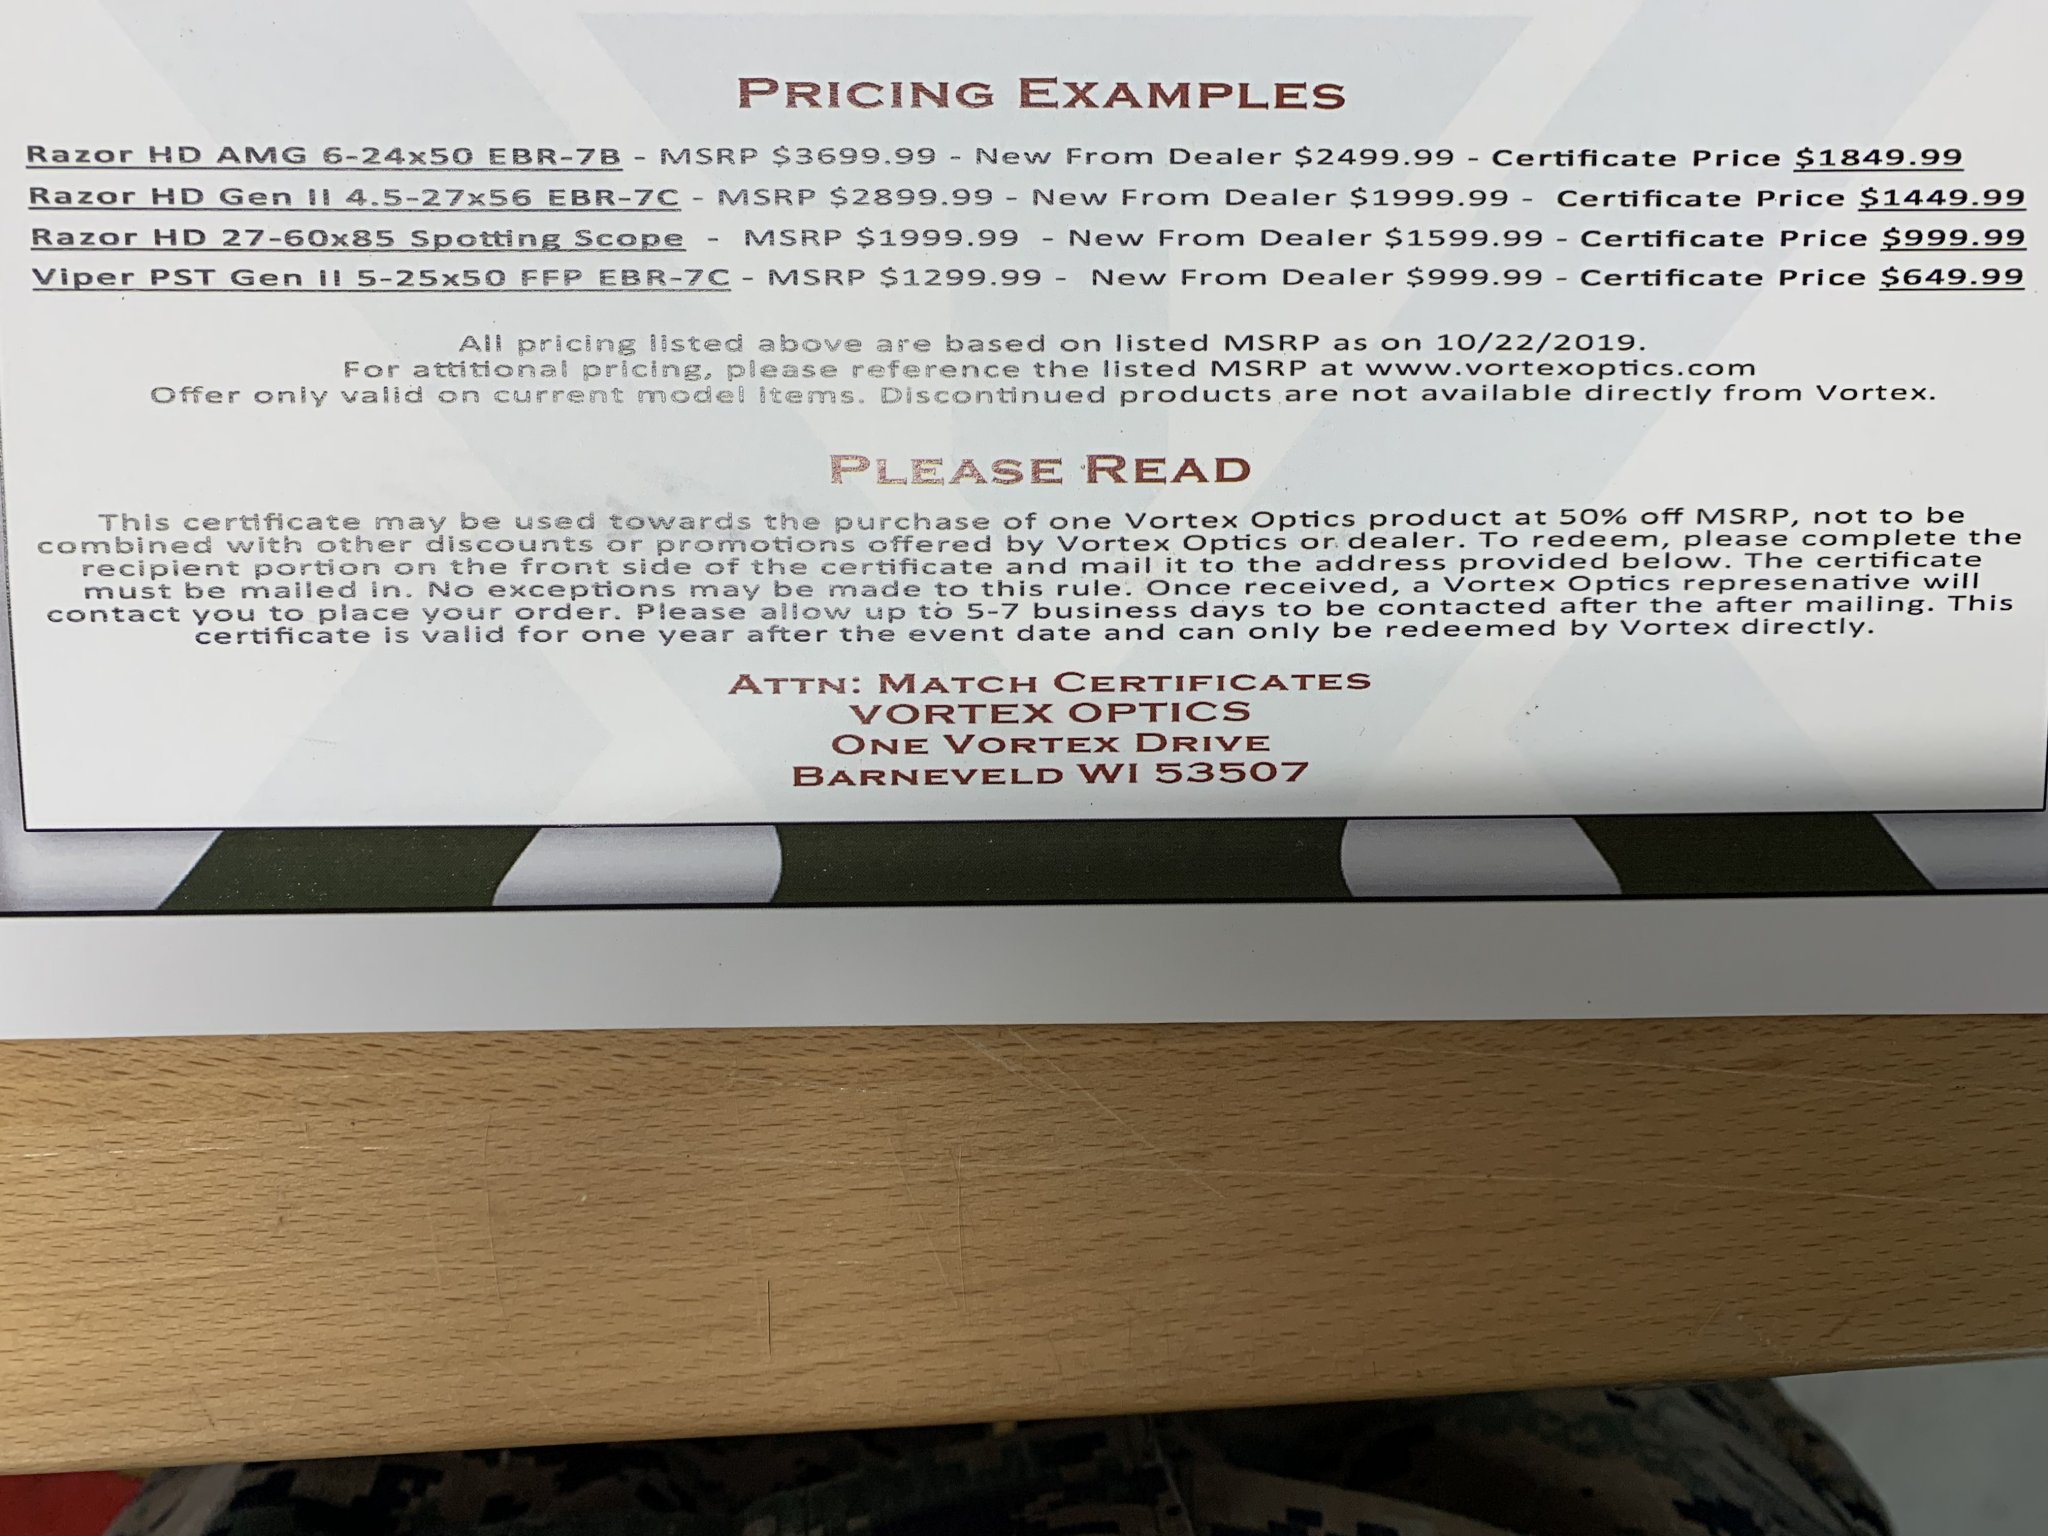 PRICING EXAMPLES
Razor HD AMG 6-24x50 EBR-7B - MSRP $3699.99 - New From Dealer $2499.99 - Certificate Price $1849.99
Razor HD Gen II 4.5-27x56 EBR-7C - MSRP $2899.99 - New From Dealer $1999.99 - Certificate Price $1449.99
Razor HD 27-60x85 Spotting Scope - MSRP $1999.99 - New From Dealer $1599.99 - Certificate Price $999.99
Viper PST Gen II 5-25x50 FFP EBR-7C - MSRP $1299.99 - New From Dealer $999.99 - Certificate Price $649.99
All pricing listed above are based on listed MSRP as on 10/22/2019.
For attitional pricing, please reference the listed MSRP at www.vortexoptics.com
Offer only valid on current model items. Discontinued products are not available directly from Vortex.
PLEASE READ
This certificate may be used towards the purchase of one Vortex Optics product at 50% off MSRP, not to be
combined with other discounts or promotions offered by Vortex Optics or dealer. To redeem, please complete the
recipient portion on the front side of the certificate and mail it to the address provided below. The certificate
must be mailed in. No exceptions may be made to this rule. Once received, a Vortex Optics represenative will
contact you to place your order. Please allow up to 5-7 business days to be contacted after the after mailing. This
certificate is valid for one year after the event date and can only be redeemed by Vortex directly.
ATTN: MATCH CERTIFICATES
VORTEX OPTICS
ONE VORTEX DRIVE
BARNEVELD WI 53507